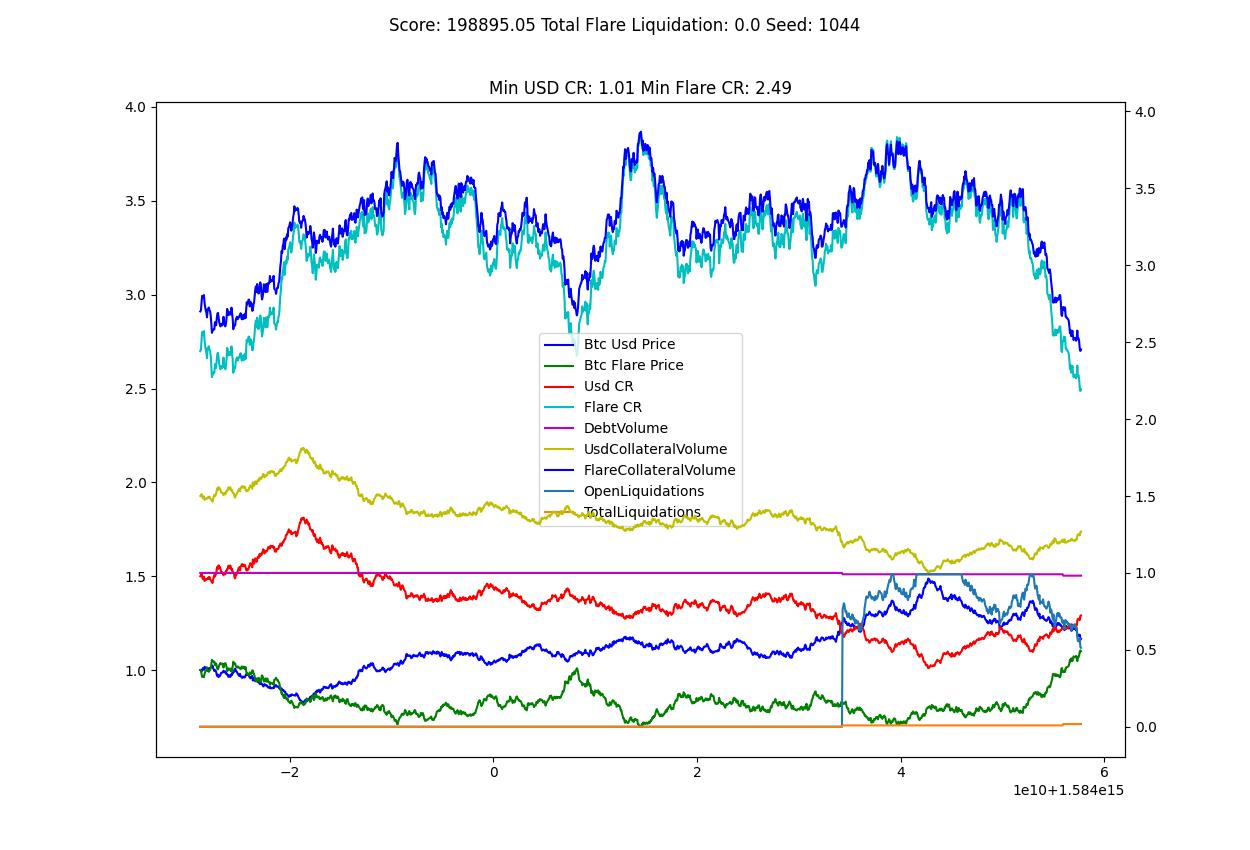 Score: 198895.05 Total Flare Liquidation: 0.0 Seed: 1044
Min USD CR: 1.01 Min Flare CR: 2.49
4.0
3.5
3.0
2.5
2.0
1.5
1.0
4.0
3.5
3.0
2.5
2.0
1.5
1.0
0.5
0.0
Btc Usd Price
Btc Flare Price
Usd CR
Flare CR
DebtVolume
UsdCollateralVolume
FlareCollateralVolume
OpenLiquidations
TotalLiquidations
−2 0 2 4 6
1e10+1.584e15